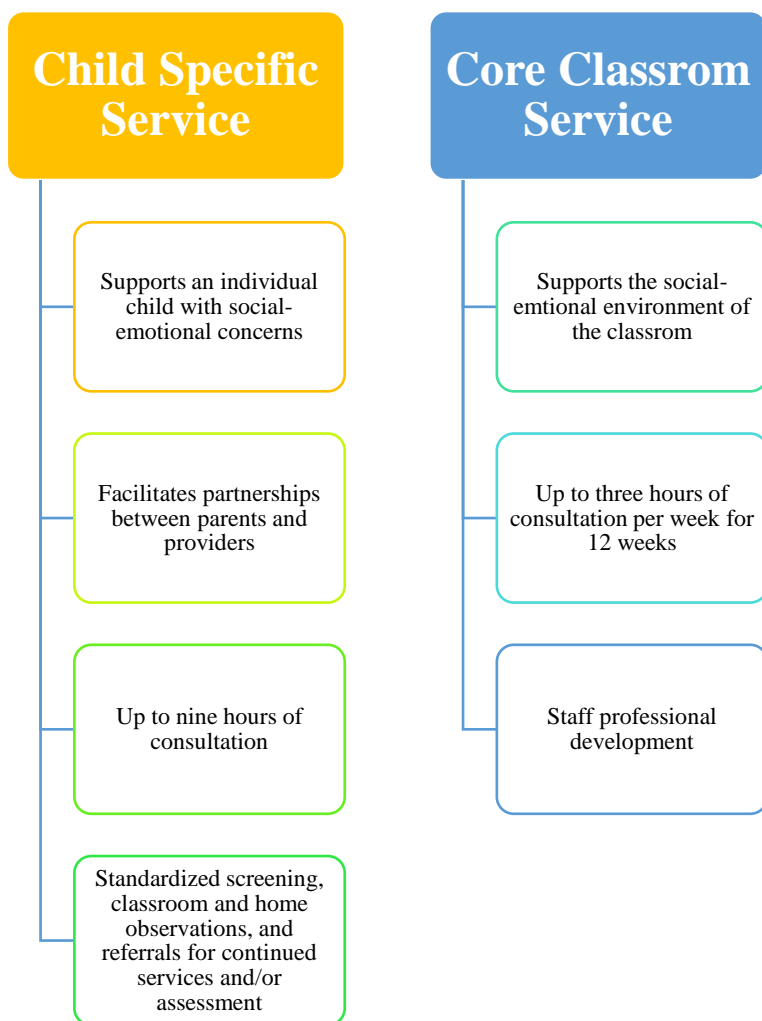 Child Specific
Service
Supports an individual
child with social-
emotional concerns
Facilitates partnerships
between parents and
providers
Up to nine hours of
consultation
Standardized screening,
classroom and home
observations, and
referrals for continued
services and/or
assessment
Core Classrom
Service
Supports the social-
emtional environment of
the classrom
Up to three hours of
consultation per week for
12 weeks
Staff professional
development